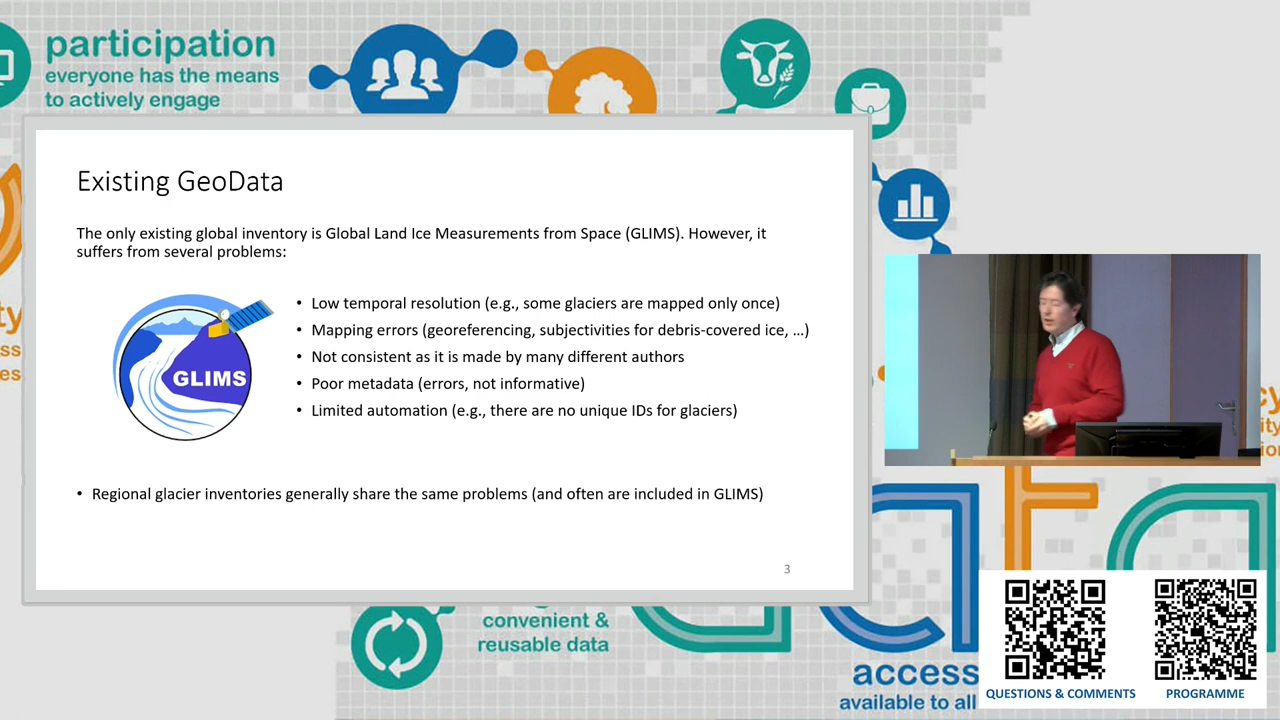 participation
everyone has the means
to actively engage
Existing GeoData
The only existing global inventory is Global Land Ice Measurements from Space (GLIMS). However, it
suffers from several problems:
GLIMS
• Low temporal resolution (e.g., some glaciers are mapped only once)
• Mapping errors (georeferencing, subjectivities for debris-covered ice, …)
• Not consistent as it is made by many different authors
• Poor metadata (errors, not informative)
• Limited automation (e.g., there are no unique IDs for glaciers)
• Regional glacier inventories generally share the same problems (and often are included in GLIMS)
3
convenient &
reusable data
access
available to all
QUESTIONS & COMMENTS
PROGRAMME